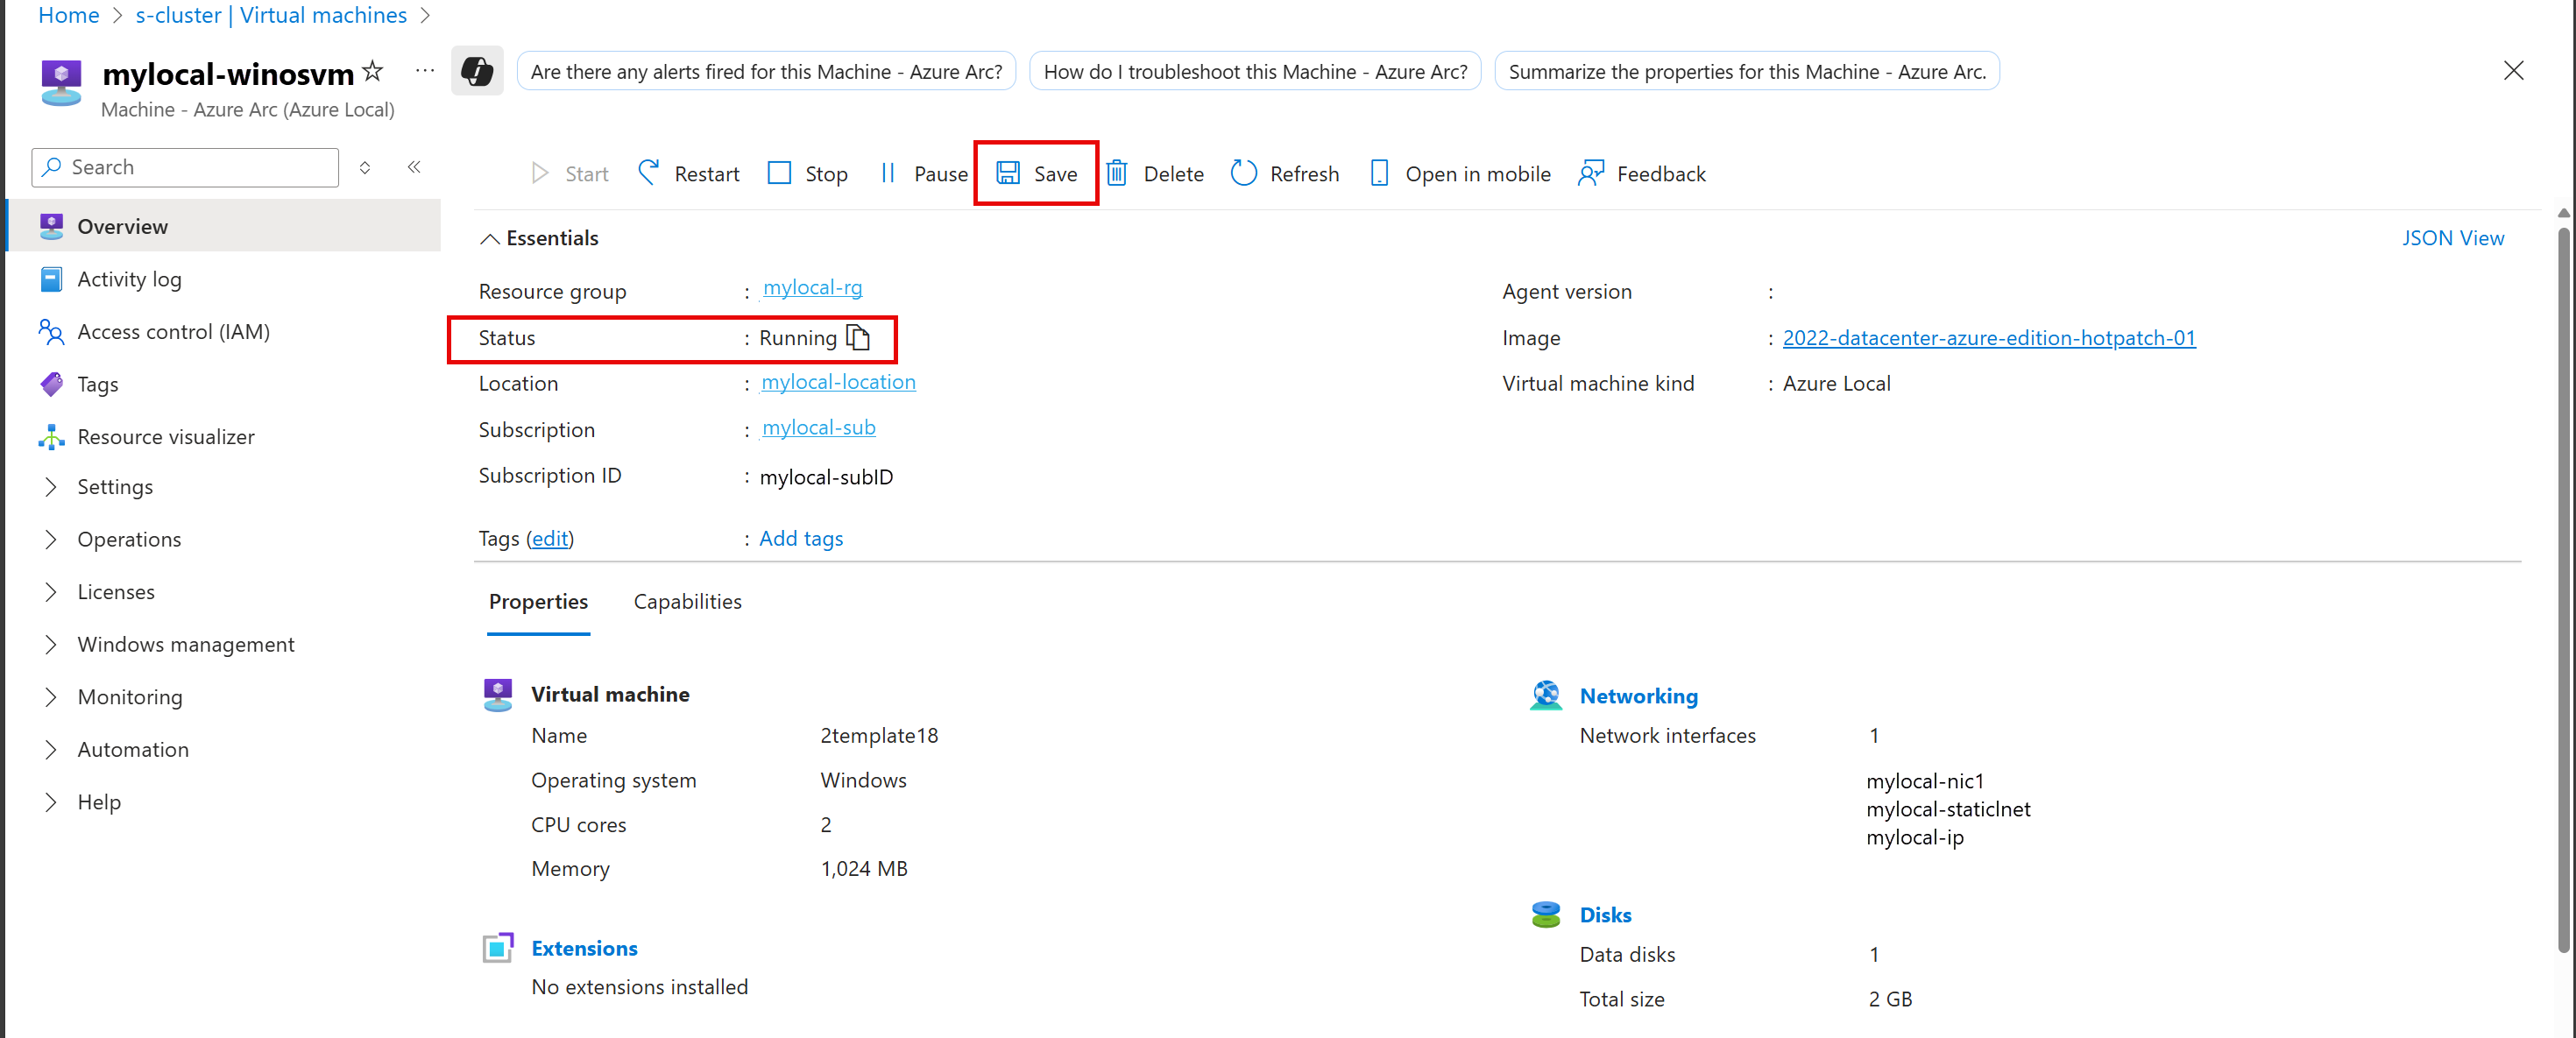 Home > s-cluster | Virtual machines >
mylocal-winosvm
Machine - Azure Arc (Azure Local)
Are there any alerts fired for this Machine - Azure Arc?
How do I troubleshoot this Machine - Azure Arc?
Summarize the properties for this Machine - Azure Arc.
Search
Start
Restart
Stop
Pause
Save
Delete
Refresh
Open in mobile
Feedback
Overview
Activity log
Access control (IAM)
Tags
Resource visualizer
Settings
Operations
Licenses
Windows management
Monitoring
Automation
Help
Essentials
JSON View
Resource group : mylocal-rg
Status : Running
Location : mylocal-location
Subscription : mylocal-sub
Subscription ID : mylocal-subID
Tags (edit) : Add tags
Agent version :
Image : 2022-datacenter-azure-edition-hotpatch-01
Virtual machine kind : Azure Local
Properties
Capabilities
Virtual machine
Name 2template18
Operating system Windows
CPU cores 2
Memory 1,024 MB
Extensions
No extensions installed
Networking
Network interfaces 1
mylocal-nic1
mylocal-staticlnet
mylocal-ip
Disks
Data disks 1
Total size 2 GB